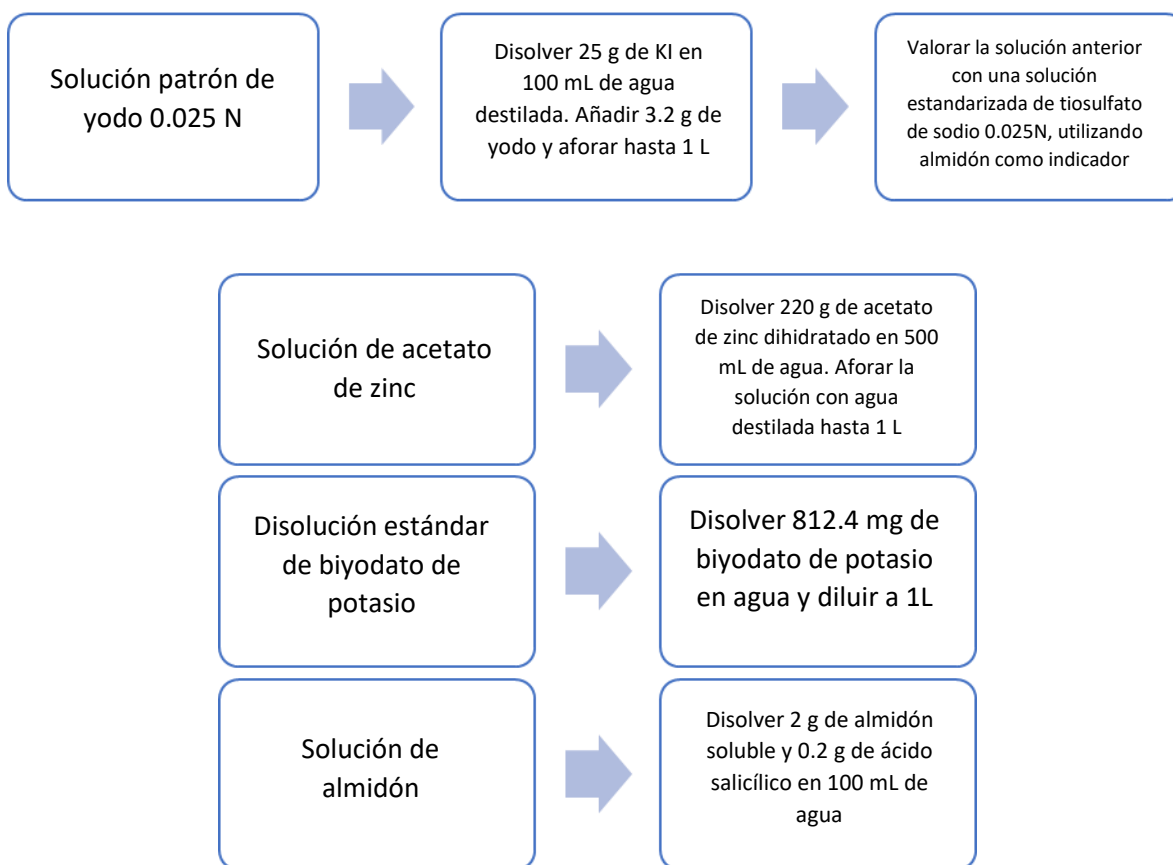 Solución patrón de
yodo 0.025 N
Disolver 25 g de KI en
100 mL de agua
destilada. Añadir 3.2 g de
yodo y aforar hasta 1 L
Valorar la solución anterior
con una solución
estandarizada de tiosulfato
de sodio 0.025N, utilizando
almidón como indicador
Solución de acetato
de zinc
Disolver 220 g de acetato
de zinc dihidratado en 500
mL de agua. Aforar la
solución con agua
destilada hasta 1 L
Disolución estándar
de biyodato de
potasio
Disolver 812.4 mg de
biyodato de potasio
en agua y diluir a 1L
Solución de
almidón
Disolver 2 g de almidón
soluble y 0.2 g de ácido
salicílico en 100 mL de
agua